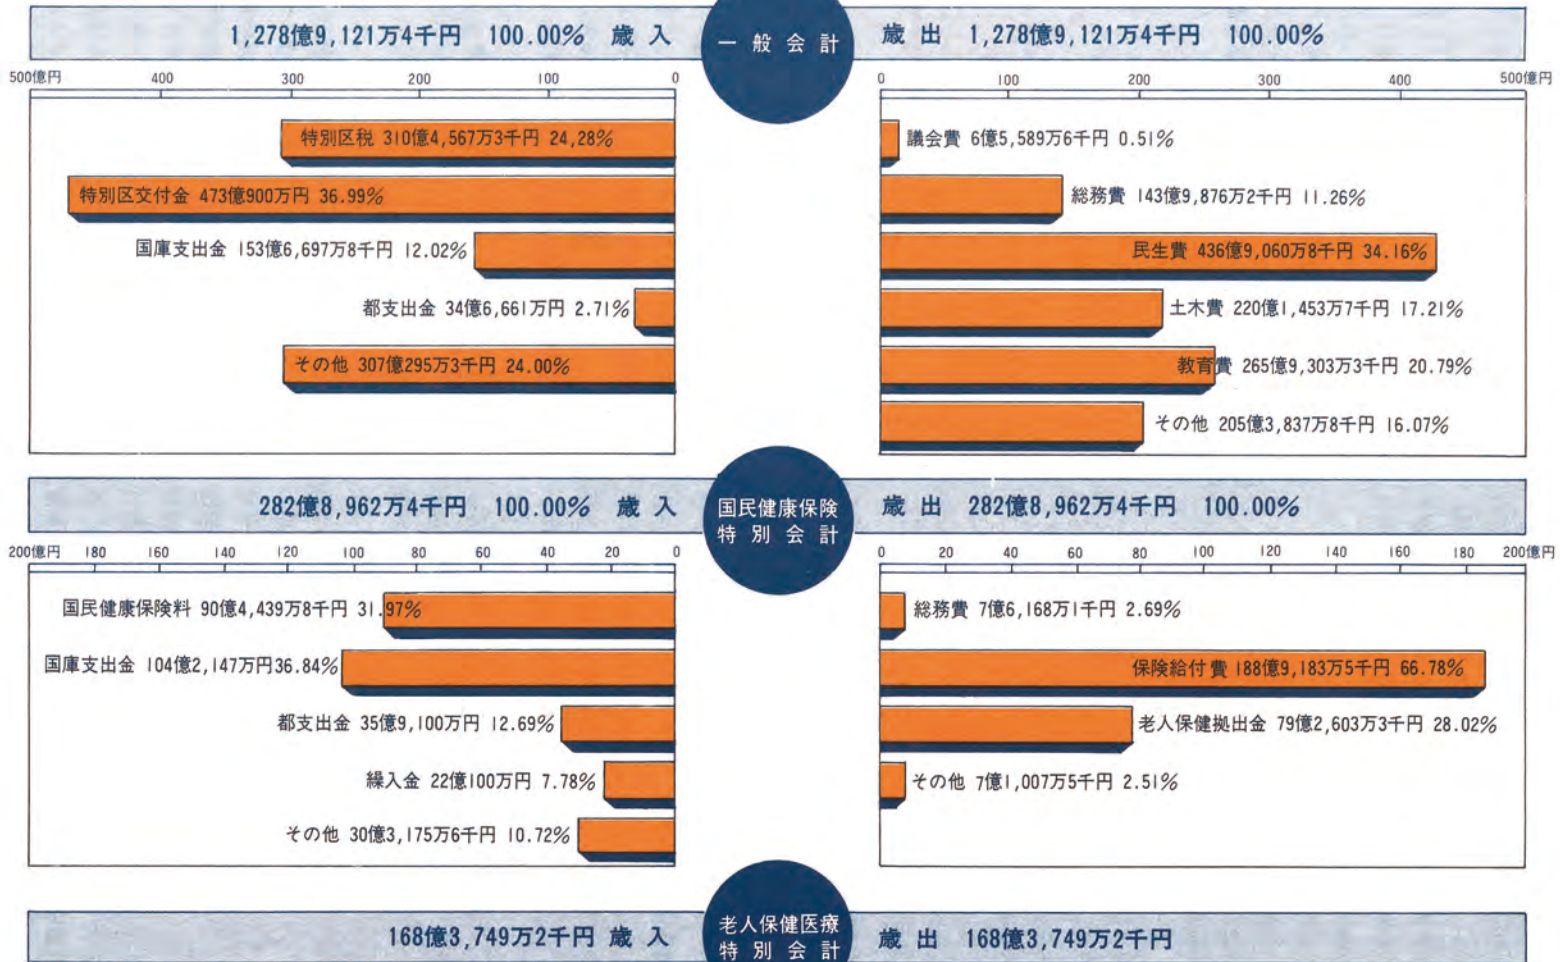 1,278億9,121万4千円 100.00% 歳入
一般会計
歳出 1,278億9,121万4千円 100.00%
500億円 400 300 200 100 0
0 100 200 300 400 500億円
特別区税 310億4,567万3千円 24,28%
特別区交付金 473億900万円 36.99%
国庫支出金 153億6,697万8千円 12.02%
都支出金 34億6,661万円 2.71%
その他 307億295万3千円 24.00%
議会費 6億5,589万6千円 0.51%
総務費 143億9,876万2千円 11.26%
民生費 436億9,060万8千円 34.16%
土木費 220億1,453万7千円 17.21%
教育費 265億9,303万3千円 20.79%
その他 205億3,837万8千円 16.07%
282億8,962万4千円 100.00% 歳入
国民健康保険
特別会計
歳出 282億8,962万4千円 100.00%
200億円 180 160 140 120 100 80 60 40 20 0
0 20 40 60 80 100 120 140 160 180 200億円
国民健康保険料 90億4,439万8千円 31.97%
国庫支出金 104億2,147万円36.84%
都支出金 35億9,100万円 12.69%
繰入金 22億100万円 7.78%
その他 30億3,175万6千円 10.72%
総務費 7億6,168万1千円 2.69%
保険給付費 188億9,183万5千円 66.78%
老人保健拠出金 79億2,603万3千円 28.02%
その他 7億1,007万5千円 2.51%
168億3,749万2千円 歳入
老人保健医療
特別会計
歳出 168億3,749万2千円